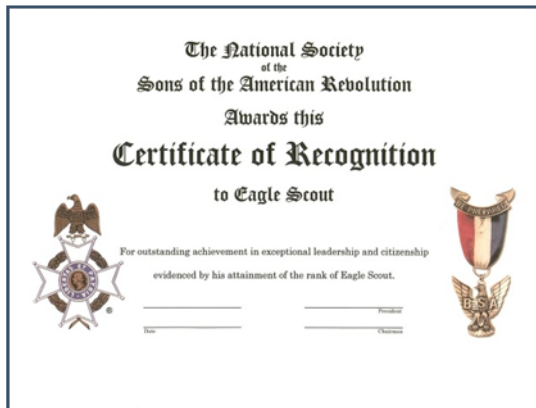 The National Society
of the
Sons of the American Revolution
Awards this
Certificate of Recognition
to Eagle Scout
For outstanding achievement in exceptional leadership and citizenship
evidenced by his attainment of the rank of Eagle Scout.
President
Date
Chairman
BE PREPARED
BSA
®